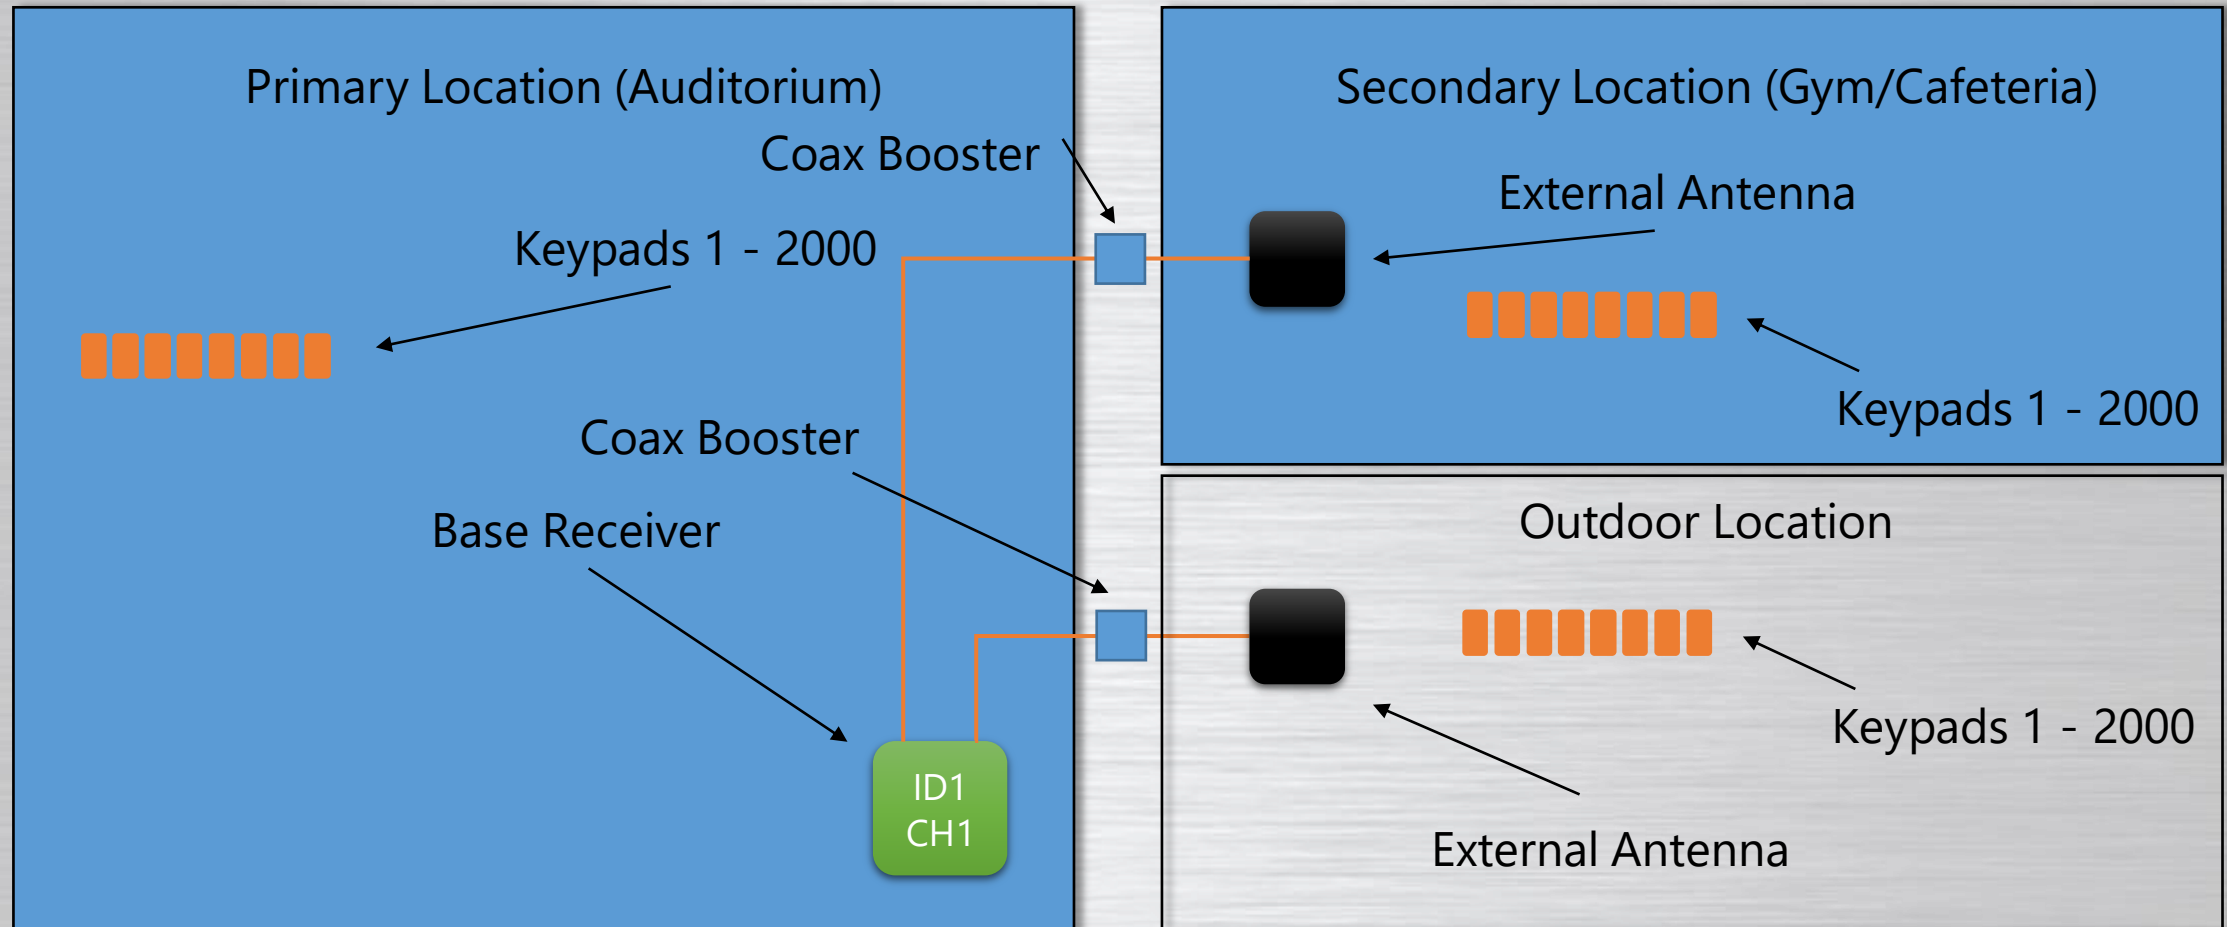 Primary Location (Auditorium)
Coax Booster
Keypads 1 - 2000
Coax Booster
Base Receiver
ID1
CH1
Secondary Location (Gym/Cafeteria)
External Antenna
Keypads 1 - 2000
Outdoor Location
Keypads 1 - 2000
External Antenna